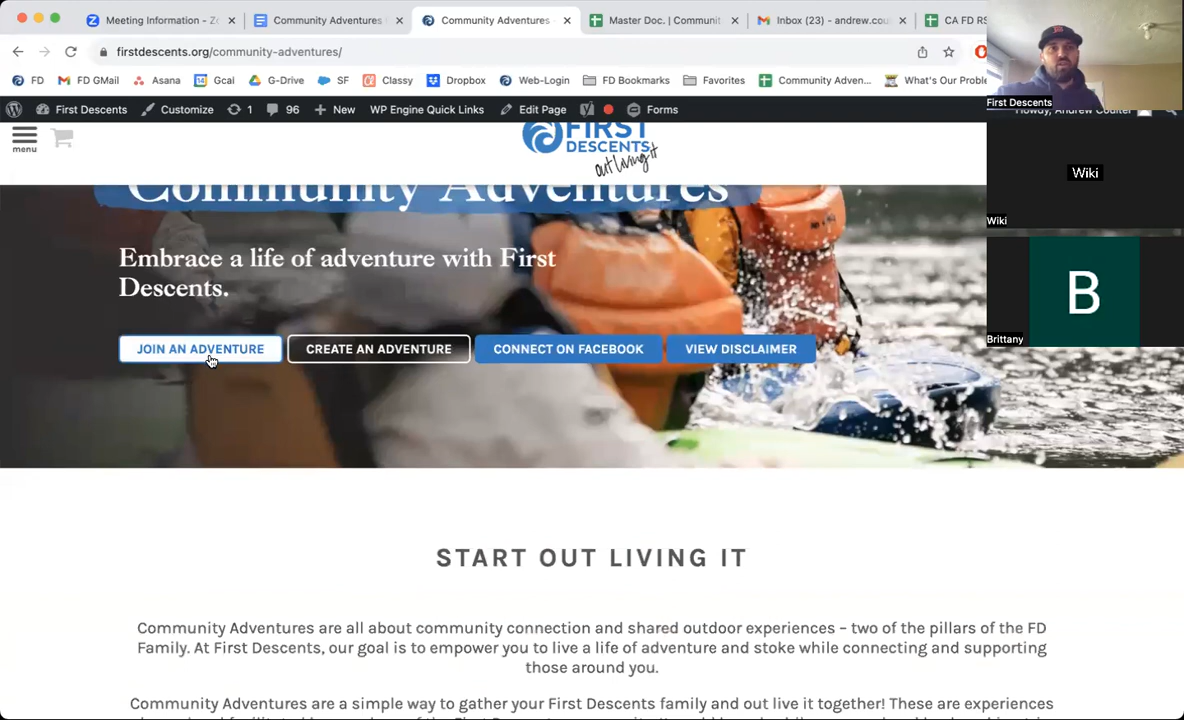 Meeting Information - Zo
Community Adventures
Community Adventures -
Master Doc. | Communit
Inbox (23) - andrew.cou
CA FD RS
firstdescents.org/community-adventures/
FD
FD GMail
Asana
Gcal
G-Drive
SF
Classy
Dropbox
Web-Login
FD Bookmarks
Favorites
Community Adven...
What's Our Proble
First Descents
Customize
1
96
New
WP Engine Quick Links
Edit Page
Forms
Howdy, Andrew Coulter
First Descents
menu
FIRST
DESCENTS
out living it
Wiki
Wiki
B
Brittany
Community Adventures
Embrace a life of adventure with First
Descents.
JOIN AN ADVENTURE
CREATE AN ADVENTURE
CONNECT ON FACEBOOK
VIEW DISCLAIMER
START OUT LIVING IT
Community Adventures are all about community connection and shared outdoor experiences – two of the pillars of the FD
Family. At First Descents, our goal is to empower you to live a life of adventure and stoke while connecting and supporting
those around you.
Community Adventures are a simple way to gather your First Descents family and out live it together! These are experiences